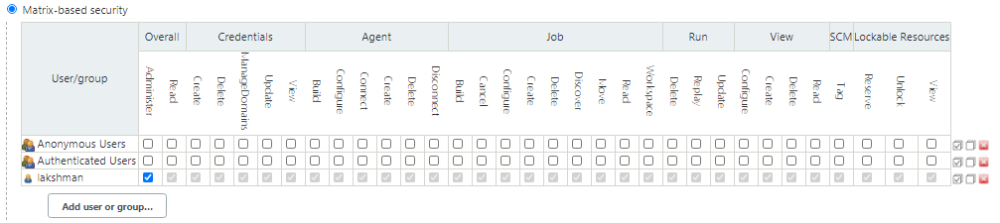 Matrix-based security
User/group Overall Credentials Agent Job Run View SCM Lockable Resources
Administer Read Create Delete ManageDomains Update View Build Configure Connect Create Delete Disconnect Build Cancel Configure Create Delete Discover Move Read Workspace Delete Replay Update Configure Create Delete Read Tag Reserve Unlock View
Anonymous Users
Authenticated Users
lakshman
Add user or group...